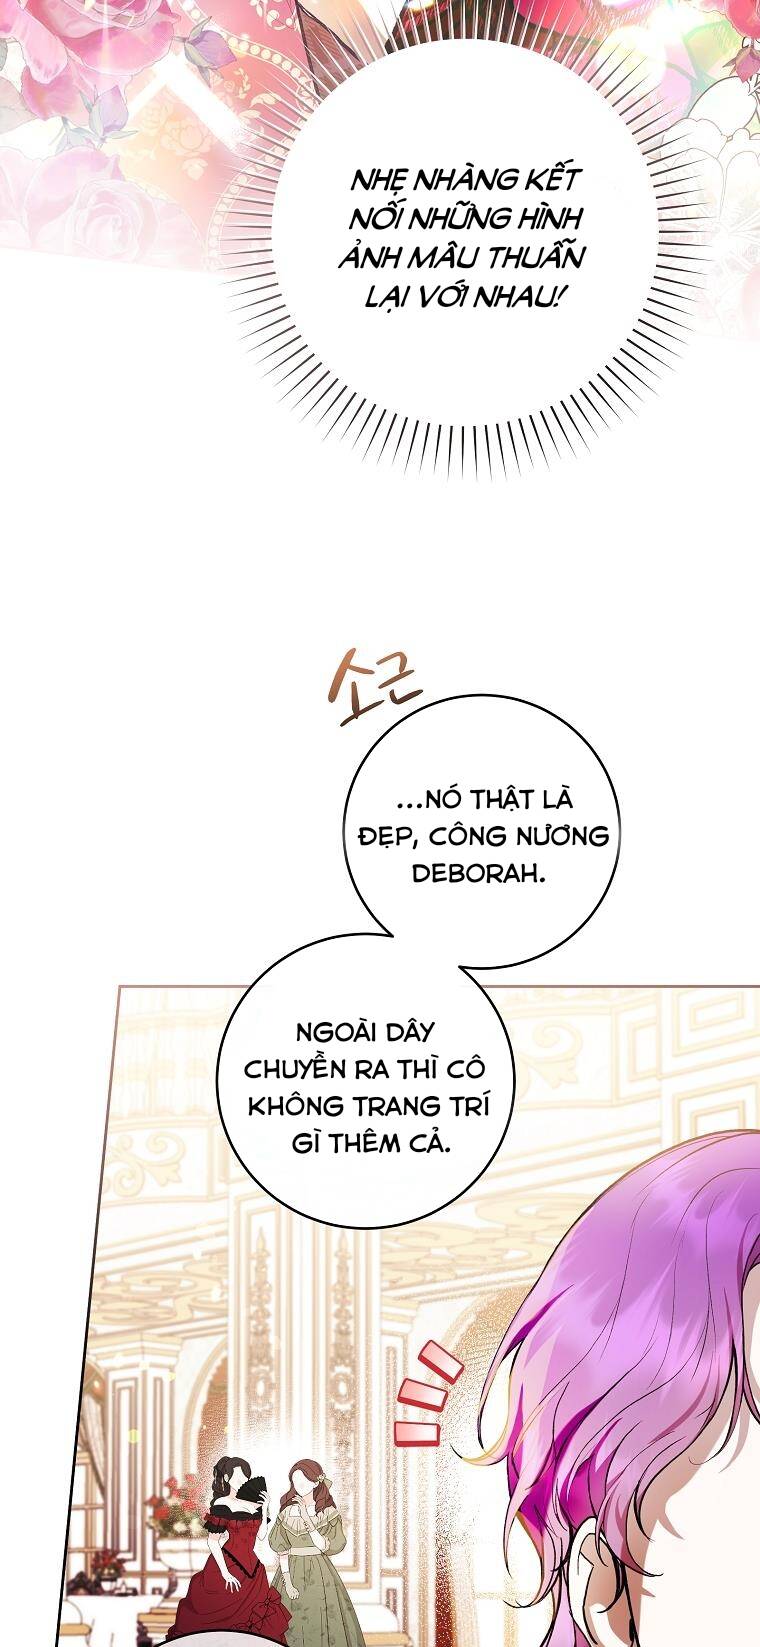 NHẸ NHÀNG KẾT
NỐI NHỮNG HÌNH
ẢNH MÂU THUẪN
LẠI VỚI NHAU!
소근
...NÓ THẬT LÀ
ĐẸP, CÔNG NƯƠNG
DEBORAH.
NGOÀI DÂY
CHUYỀN RA THÌ CÔ
KHÔNG TRANG TRÍ
GÌ THÊM CẢ.